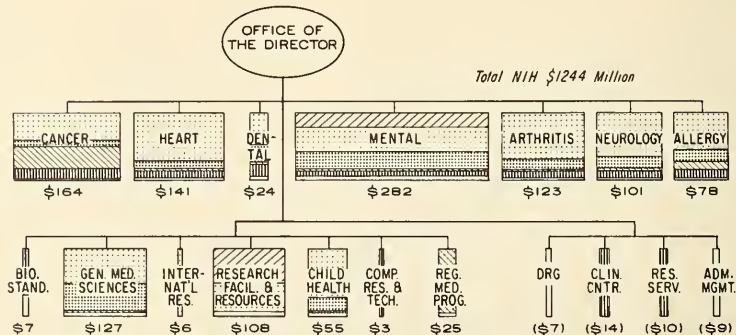 OFFICE OF
THE DIRECTOR
Total NIH $1244 Million
CANCER
HEART
DEN-
TAL
MENTAL
ARTHRITIS
NEUROLOGY
ALLERGY
$164
$141
$24
$282
$123
$101
$78
BIO.
STAND.
GEN. MED.
SCIENCES
INTER-
NAT'L
RES.
RESEARCH
FACIL. &
RESOURCES
CHILD
HEALTH
COMP.
RES. &
TECH.
REG.
MED.
PROG.
DRG
CLIN.
CNTR.
RES.
SERV.
ADM.
MGMT.
$7
$127
$6
$108
$55
$3
$25
($7)
($14)
($10)
($9)